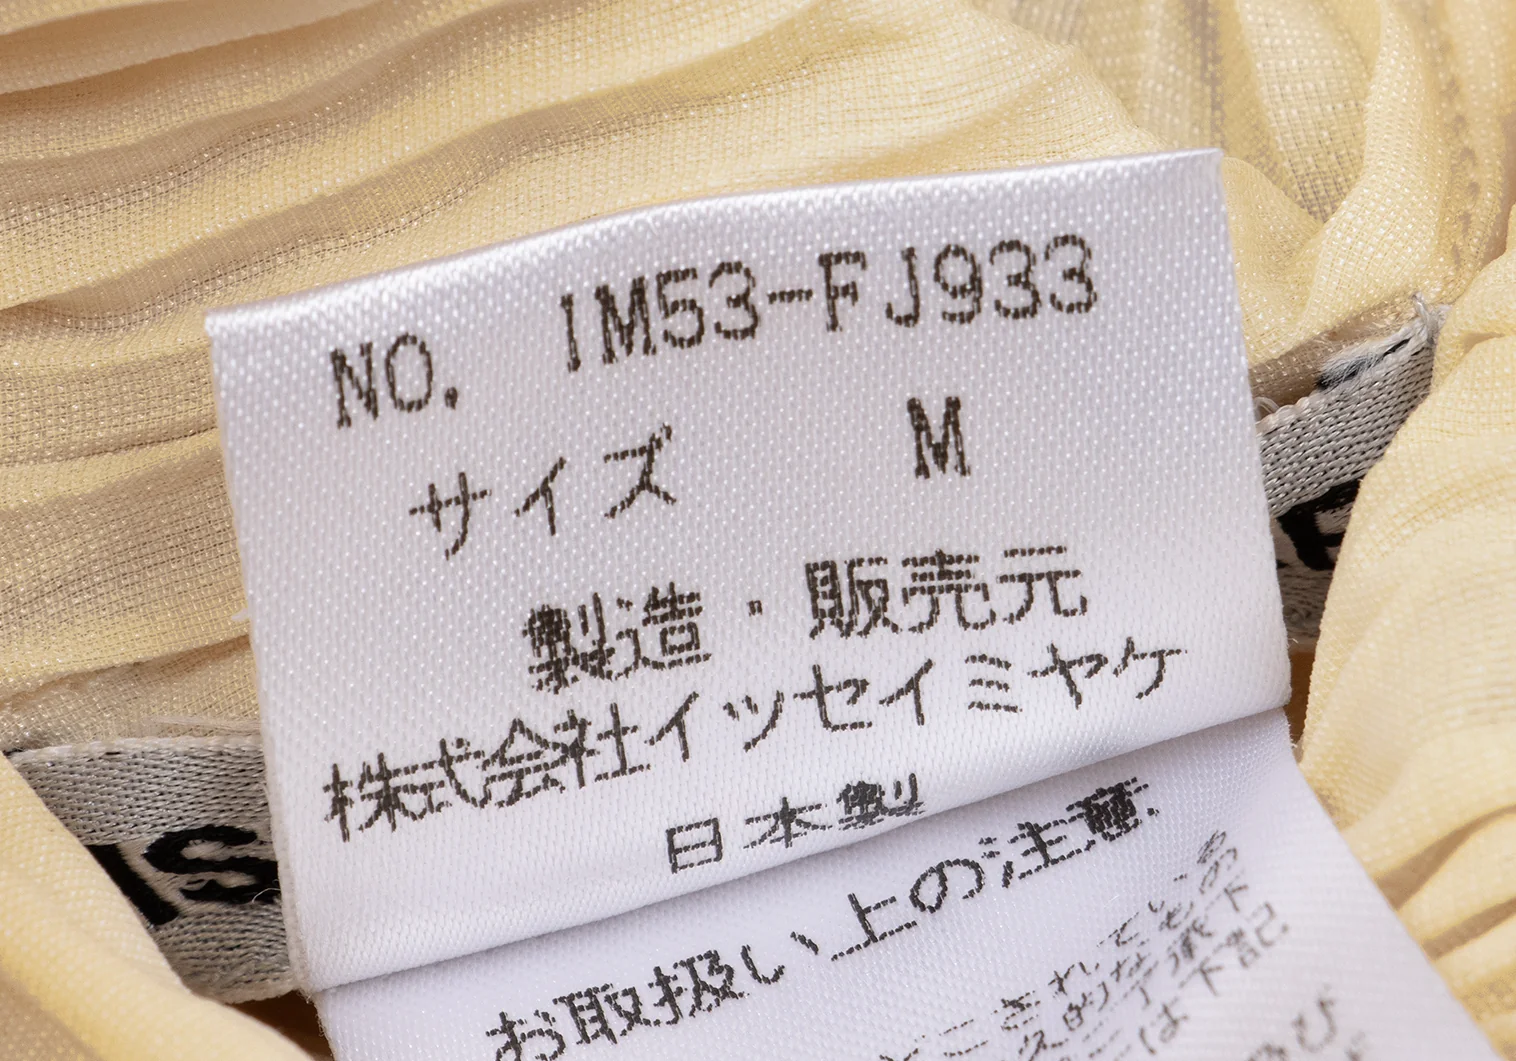 NO. IM53-FJ933
サイズ M
製造・販売元
株式会社イッセイミヤケ
日本製
お取扱い上の注意
IS